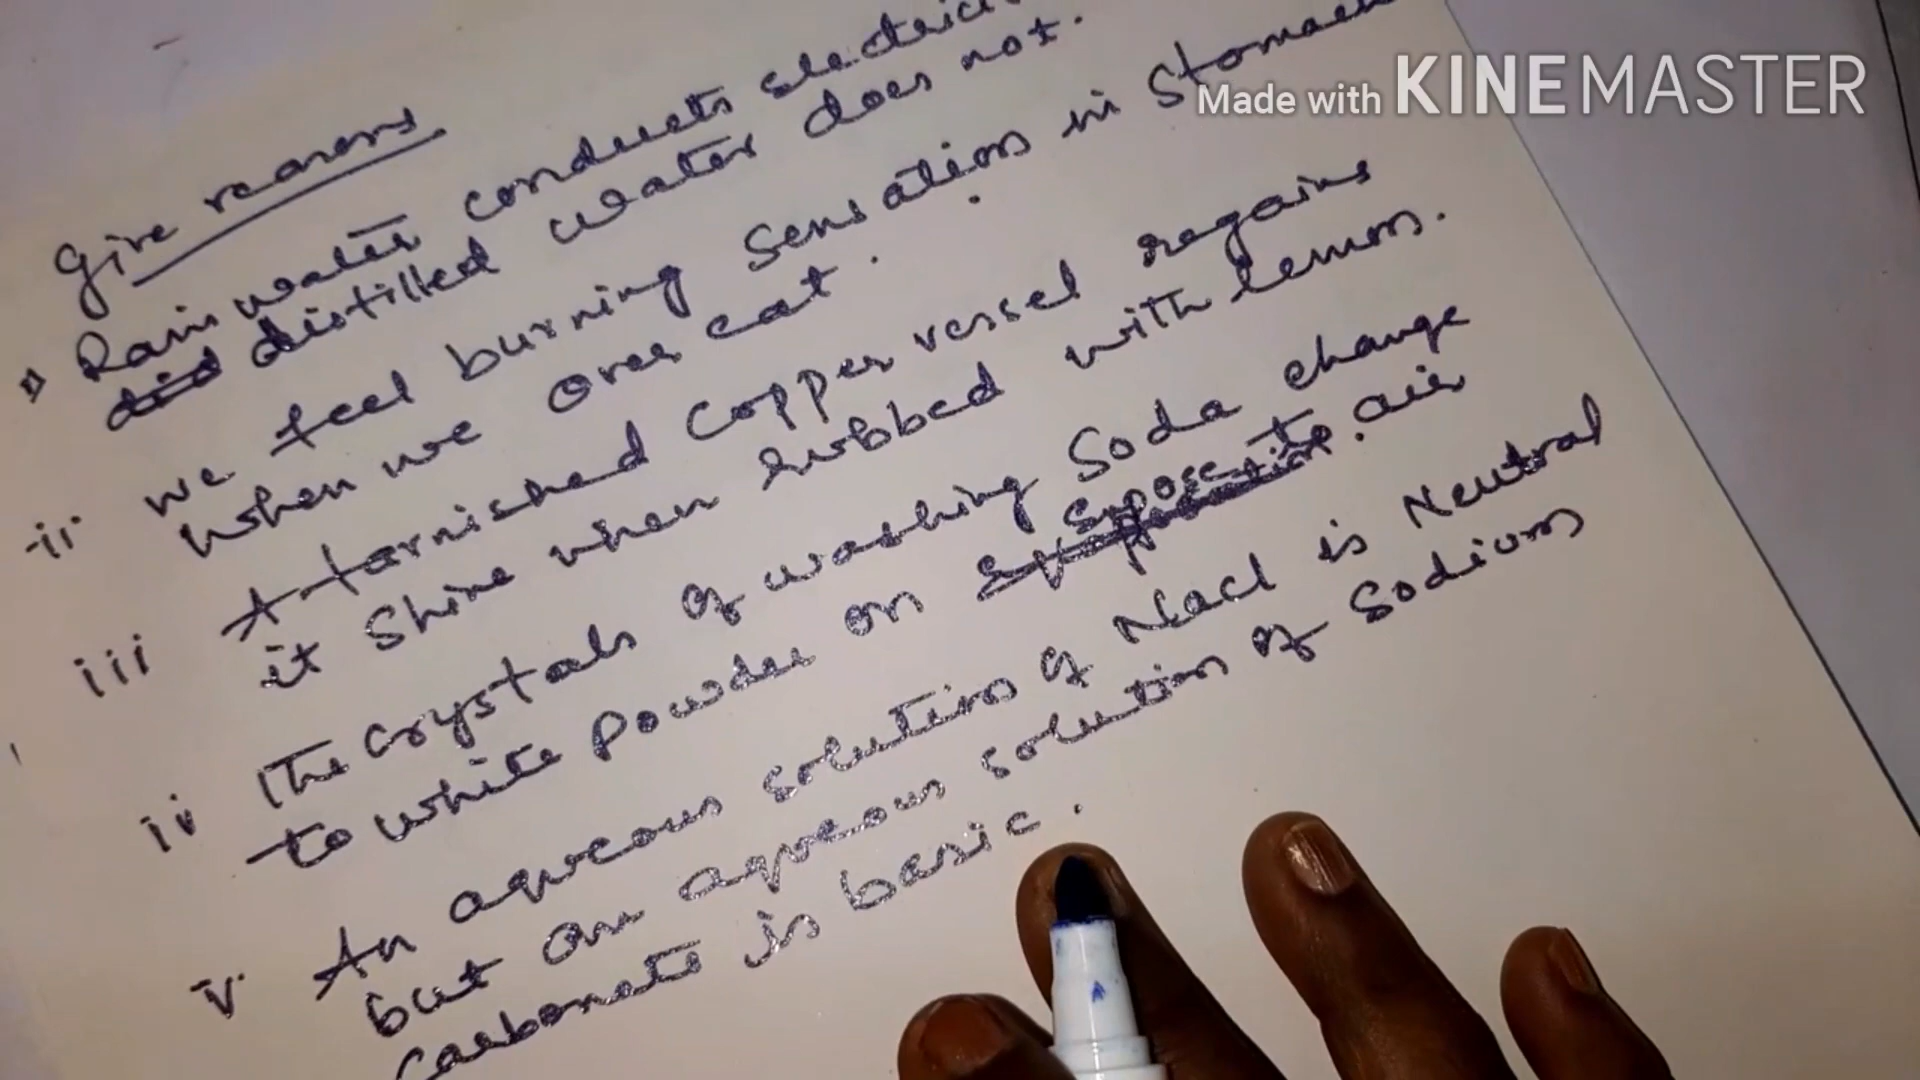 Made with KINEMASTER
Give reasons
i) Rain water conducts electrici
did distilled water does not.
ii we feel burning sensation in stomach
when we over eat.
iii A tarnished copper vessel regains
it shine when rubbed with lemon.
iv The crystals of washing soda change
to white powder on expose to air
v. An aqueous solution of NaCl is Neutral
but an aqueous solution of Sodium
carbonate is basic.